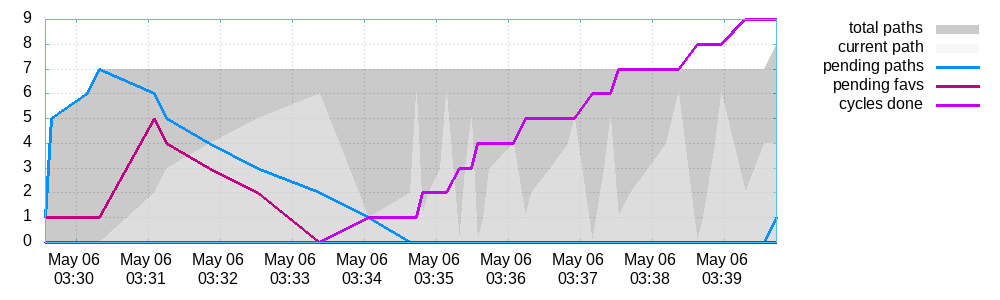 9
8
7
6
5
4
3
2
1
0
May 06 May 06 May 06 May 06 May 06 May 06 May 06 May 06 May 06 May 06
03:30 03:31 03:32 03:33 03:34 03:35 03:36 03:37 03:38 03:39
total paths
current path
pending paths
pending favs
cycles done